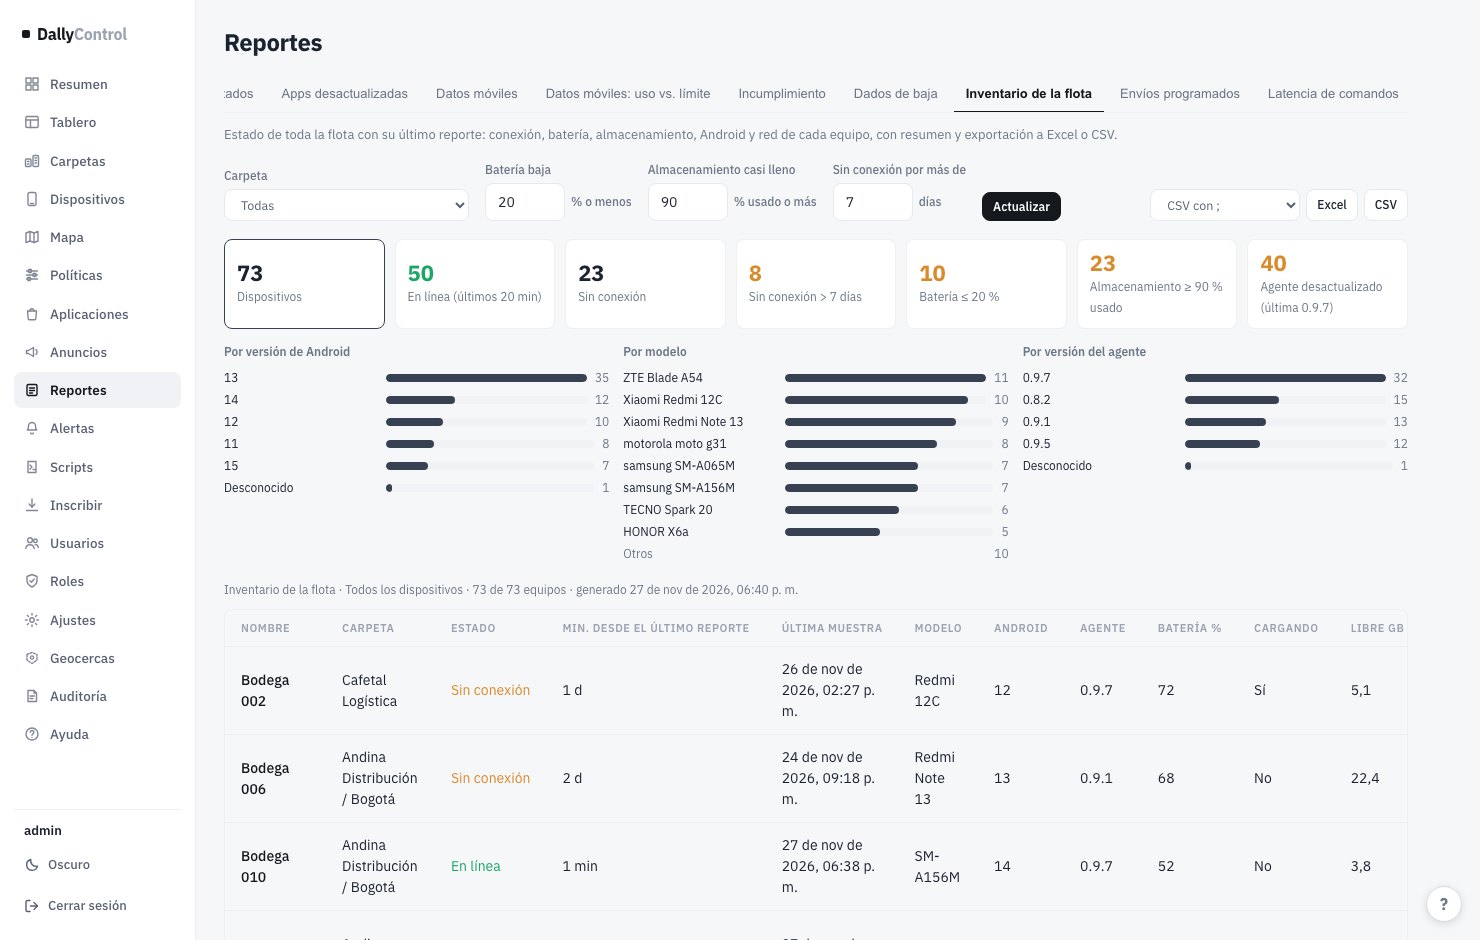 DallyControl
Resumen
Tablero
Carpetas
Dispositivos
Mapa
Políticas
Aplicaciones
Anuncios
Reportes
Alertas
Scripts
Inscribir
Usuarios
Roles
Ajustes
Geocercas
Auditoría
Ayuda
admin
Oscuro
Cerrar sesión
Reportes
Apps desactualizadas
Datos móviles
Datos móviles: uso vs. límite
Incumplimiento
Dados de baja
Inventario de la flota
Envíos programados
Latencia de comandos
Estado de toda la flota con su último reporte: conexión, batería, almacenamiento, Android y red de cada equipo, con resumen y exportación a Excel o CSV.
Carpeta
Todas
Batería baja
20 % o menos
Almacenamiento casi lleno
90 % usado o más
Sin conexión por más de
7 días
Actualizar
CSV con ;
Excel
CSV
73
Dispositivos
50
En línea (últimos 20 min)
23
Sin conexión
8
Sin conexión > 7 días
10
Batería ≤ 20 %
23
Almacenamiento ≥ 90 %
usado
40
Agente desactualizado
(última 0.9.7)
Por versión de Android
13 35
14 12
12 10
11 8
15 7
Desconocido 1
Por modelo
ZTE Blade A54 11
Xiaomi Redmi 12C 10
Xiaomi Redmi Note 13 9
motorola moto g31 8
samsung SM-A065M 7
samsung SM-A156M 7
TECNO Spark 20 6
HONOR X6a 5
Otros 10
Por versión del agente
0.9.7 32
0.8.2 15
0.9.1 13
0.9.5 12
Desconocido 1
Inventario de la flota · Todos los dispositivos · 73 de 73 equipos · generado 27 de nov de 2026, 06:40 p. m.
NOMBRE CARPETA ESTADO MIN. DESDE EL ÚLTIMO REPORTE ÚLTIMA MUESTRA MODELO ANDROID AGENTE BATERÍA % CARGANDO LIBRE GB
Bodega
002
Cafetal
Logística
Sin conexión
1 d
26 de nov de
2026, 02:27 p.
m.
Redmi
12C
12
0.9.7
72
Sí
5,1
Bodega
006
Andina
Distribución
/ Bogotá
Sin conexión
2 d
24 de nov de
2026, 09:18 p.
m.
Redmi
Note
13
13
0.9.1
68
No
22,4
Bodega
010
Andina
Distribución
/ Bogotá
En línea
1 min
27 de nov de
2026, 06:38 p.
m.
SM-
A156M
14
0.9.7
52
No
3,8
?